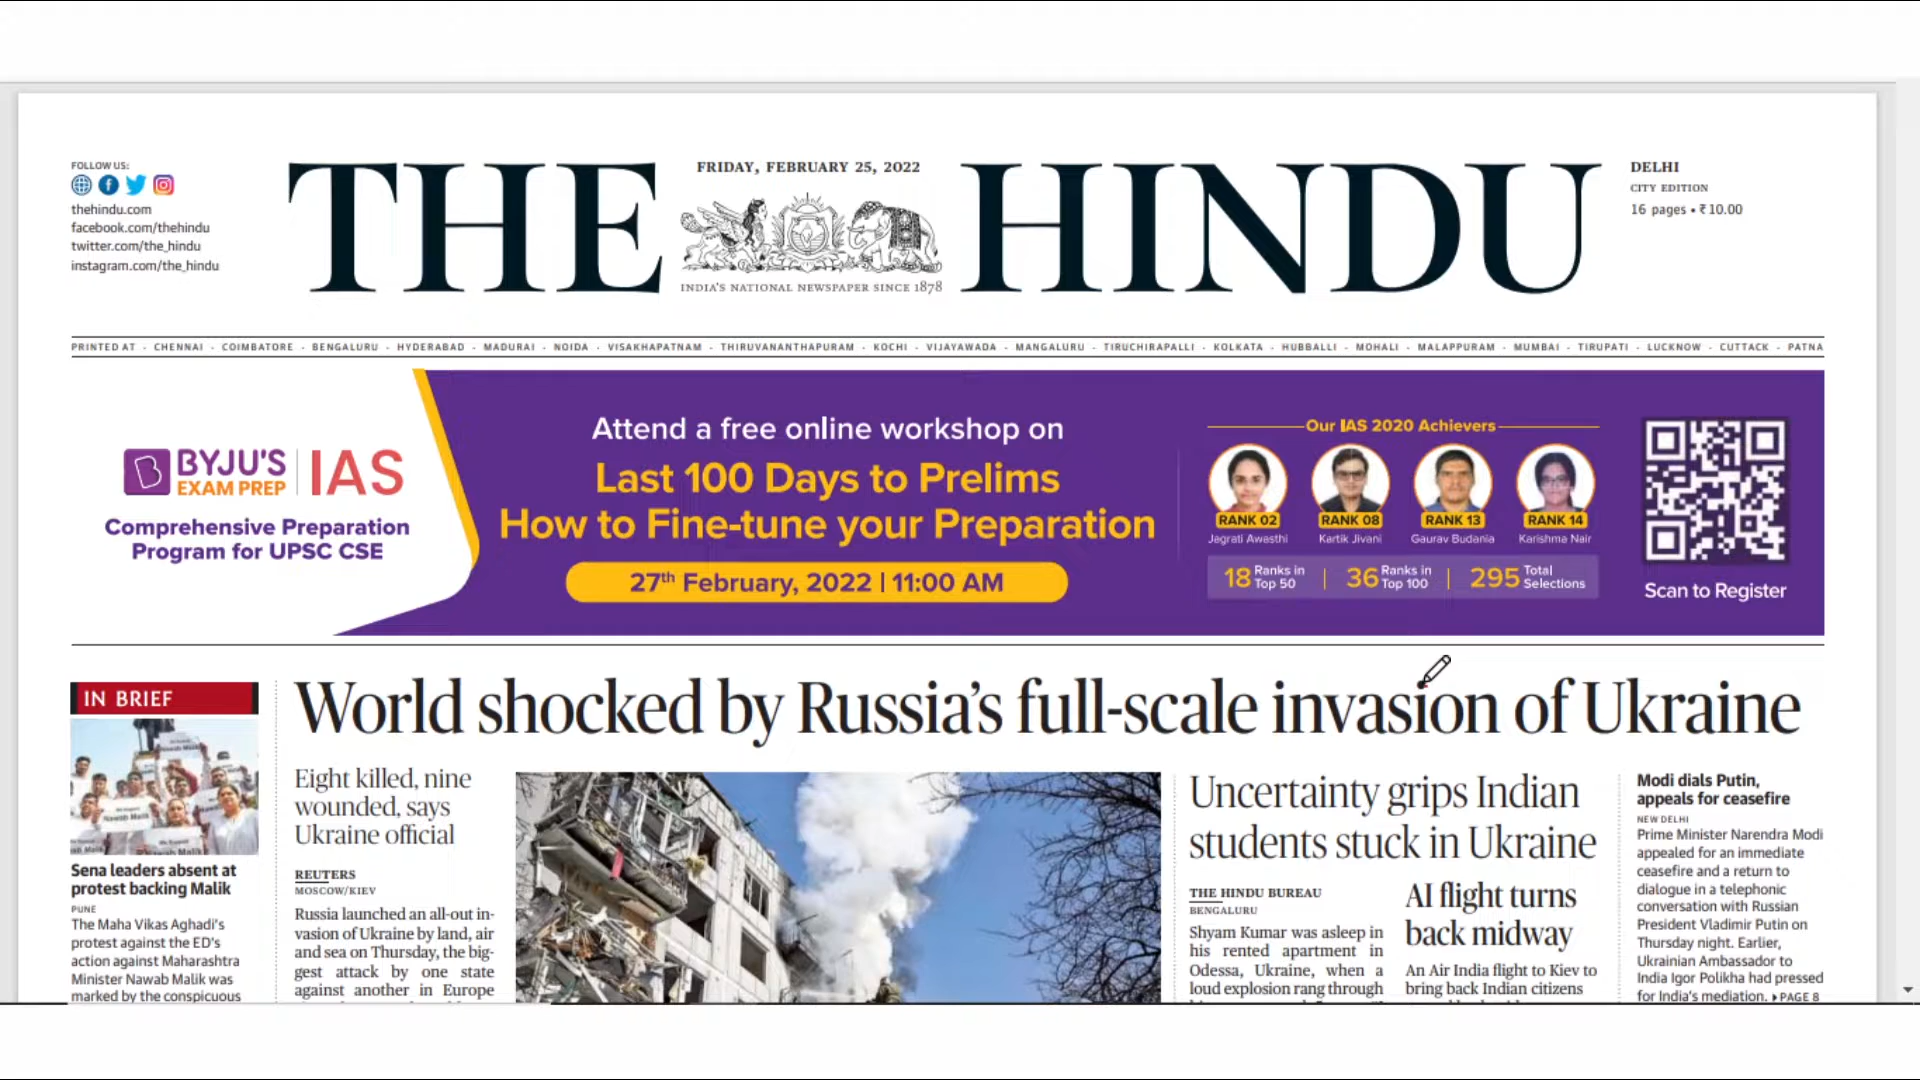 FOLLOW US:
thehindu.com
facebook.com/thehindu
twitter.com/the_hindu
instagram.com/the_hindu
THE HINDU
FRIDAY, FEBRUARY 25, 2022
INDIA'S NATIONAL NEWSPAPER SINCE 1878
DELHI
CITY EDITION
16 pages • ₹10.00
PRINTED AT · CHENNAI · COIMBATORE · BENGALURU · HYDERABAD · MADURAI · NOIDA · VISAKHAPATNAM · THIRUVANANTHAPURAM · KOCHI · VIJAYAWADA · MANGALURU · TIRUCHIRAPALLI · KOLKATA · HUBBALLI · MOHALI · MALAPPURAM · MUMBAI · TIRUPATI · LUCKNOW · CUTTACK · PATNA
BYJU'S
EXAM PREP
IAS
Comprehensive Preparation
Program for UPSC CSE
Attend a free online workshop on
Last 100 Days to Prelims
How to Fine-tune your Preparation
27th February, 2022 | 11:00 AM
Our IAS 2020 Achievers
RANK 02 RANK 08 RANK 13 RANK 14
Jagrati Awasthi Kartik Jivani Gaurav Budania Karishma Nair
18 Ranks in Top 50 | 36 Ranks in Top 100 | 295 Total Selections
Scan to Register
IN BRIEF
Sena leaders absent at
protest backing Malik
PUNE
The Maha Vikas Aghadi's
protest against the ED's
action against Maharashtra
Minister Nawab Malik was
marked by the conspicuous
World shocked by Russia's full-scale invasion of Ukraine
Eight killed, nine
wounded, says
Ukraine official
REUTERS
MOSCOW/KIEV
Russia launched an all-out in-
vasion of Ukraine by land, air
and sea on Thursday, the big-
gest attack by one state
against another in Europe
Uncertainty grips Indian
students stuck in Ukraine
THE HINDU BUREAU
BENGALURU
Shyam Kumar was asleep in
his rented apartment in
Odessa, Ukraine, when a
loud explosion rang through
AI flight turns
back midway
An Air India flight to Kiev to
bring back Indian citizens
Modi dials Putin,
appeals for ceasefire
NEW DELHI
Prime Minister Narendra Modi
appealed for an immediate
ceasefire and a return to
dialogue in a telephonic
conversation with Russian
President Vladimir Putin on
Thursday night. Earlier,
Ukrainian Ambassador to
India Igor Polikha had pressed
for India's mediation. ▸ PAGE 8